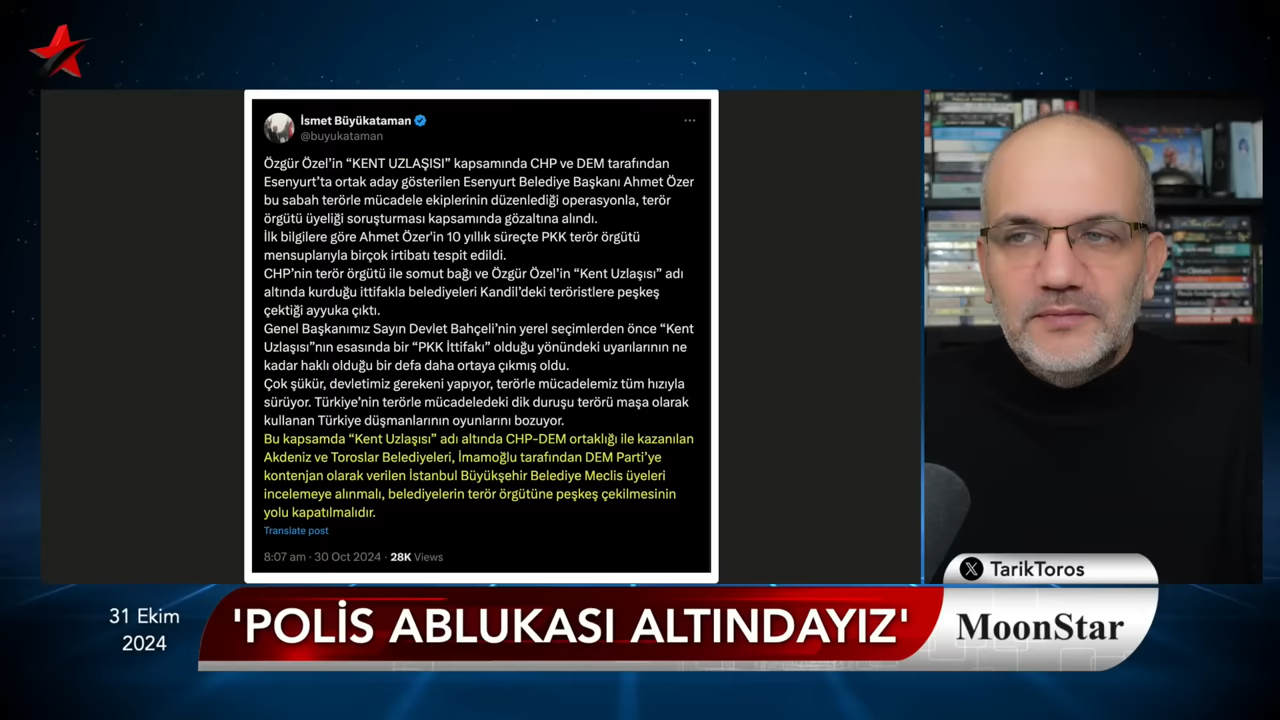 İsmet Büyükataman
@buyukataman
Özgür Özel’in “KENT UZLAŞISI” kapsamında CHP ve DEM tarafından
Esenyurt’ta ortak aday gösterilen Esenyurt Belediye Başkanı Ahmet Özer
bu sabah terörle mücadele ekiplerinin düzenlediği operasyonla, terör
örgütü üyeliği soruşturması kapsamında gözaltına alındı.
İlk bilgilere göre Ahmet Özer'in 10 yıllık süreçte PKK terör örgütü
mensuplarıyla birçok irtibatı tespit edildi.
CHP’nin terör örgütü ile somut bağı ve Özgür Özel’in “Kent Uzlaşısı” adı
altında kurduğu ittifakla belediyeleri Kandil’deki teröristlere peşkeş
çektiği ayyuka çıktı.
Genel Başkanımız Sayın Devlet Bahçeli’nin yerel seçimlerden önce “Kent
Uzlaşısı”nın esasında bir “PKK İttifakı” olduğu yönündeki uyarılarının ne
kadar haklı olduğu bir defa daha ortaya çıkmış oldu.
Çok şükür, devletimiz gerekeni yapıyor, terörle mücadelemiz tüm hızıyla
sürüyor. Türkiye’nin terörle mücadeledeki dik duruşu terörü maşa olarak
kullanan Türkiye düşmanlarının oyunlarını bozuyor.
Bu kapsamda “Kent Uzlaşısı” adı altında CHP-DEM ortaklığı ile kazanılan
Akdeniz ve Toroslar Belediyeleri, İmamoğlu tarafından DEM Parti’ye
kontenjan olarak verilen İstanbul Büyükşehir Belediye Meclis üyeleri
incelemeye alınmalı, belediyelerin terör örgütüne peşkeş çekilmesinin
yolu kapatılmalıdır.
Translate post
8:07 am · 30 Oct 2024 · 28K Views
X TarikToros
31 Ekim
2024
'POLİS ABLUKASI ALTINDAYIZ'
MoonStar